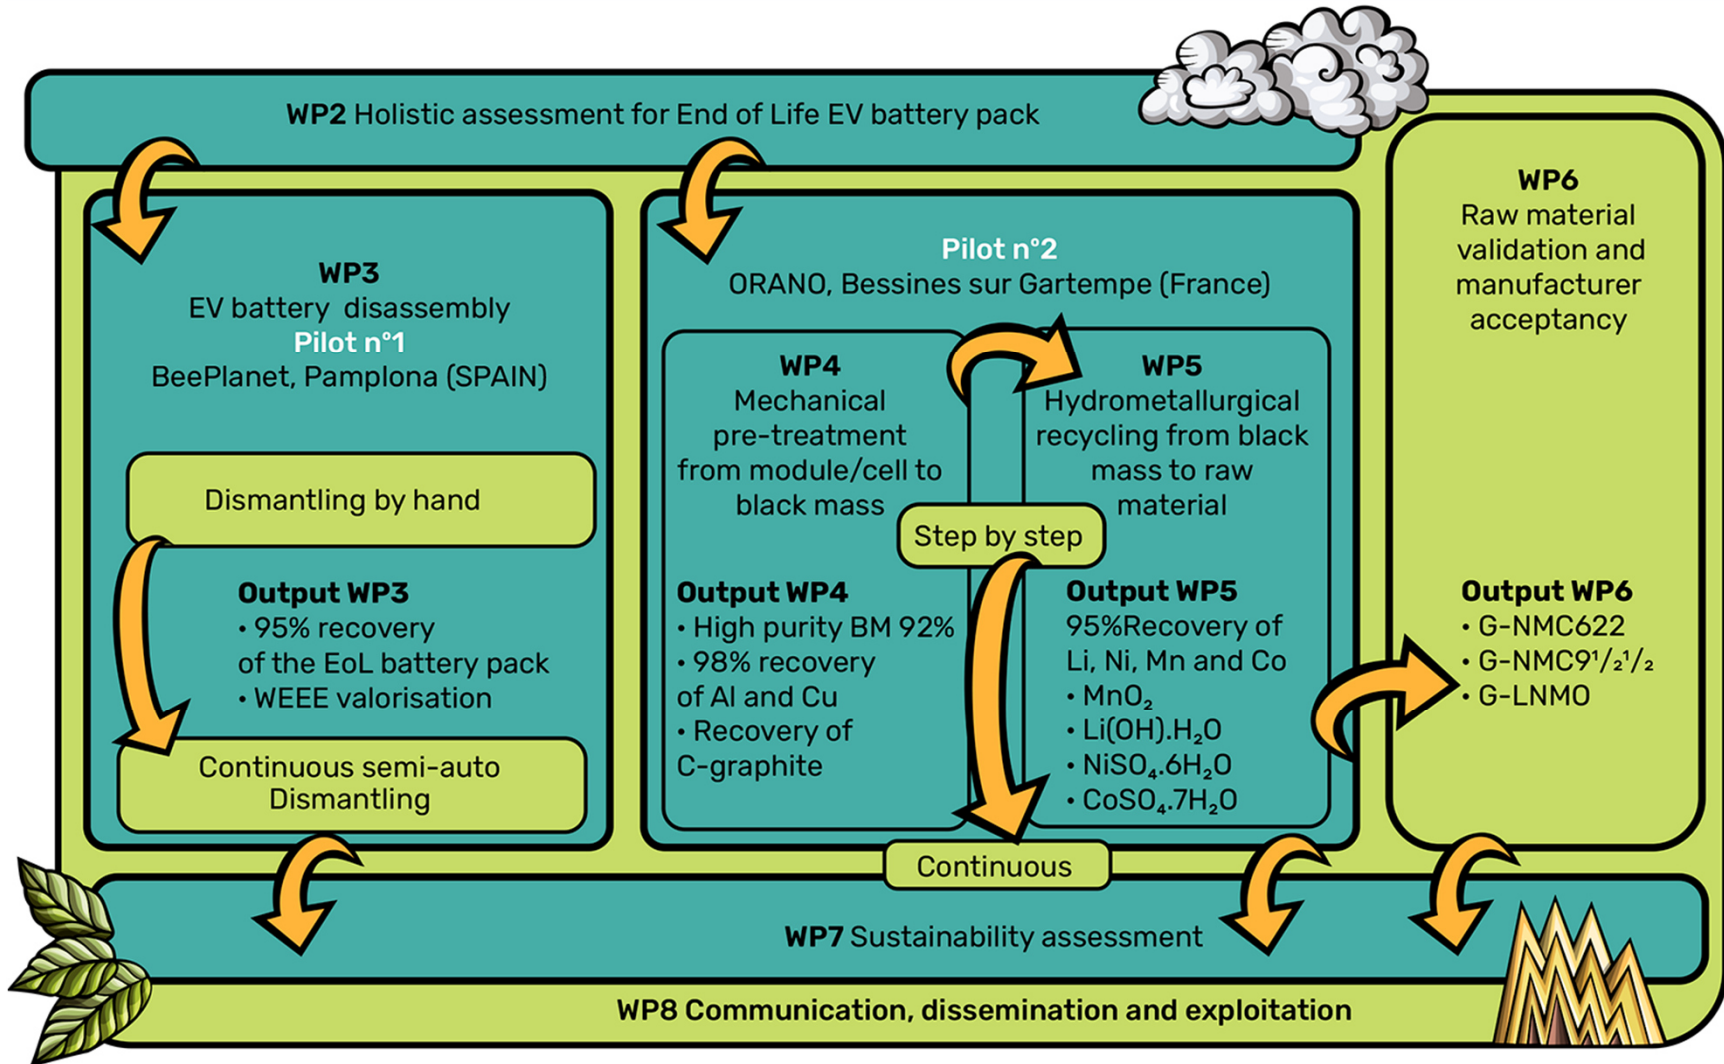 WP2 Holistic assessment for End of Life EV battery pack
WP3
EV battery disassembly
Pilot n°1
BeePlanet, Pamplona (SPAIN)
Dismantling by hand
Output WP3
• 95% recovery
of the EoL battery pack
• WEEE valorisation
Continuous semi-auto
Dismantling
Pilot n°2
ORANO, Bessines sur Gartempe (France)
WP4
Mechanical
pre-treatment
from module/cell to
black mass
WP5
Hydrometallurgical
recycling from black
mass to raw
material
Step by step
Output WP4
• High purity BM 92%
• 98% recovery
of Al and Cu
• Recovery of
C-graphite
Output WP5
95%Recovery of
Li, Ni, Mn and Co
• MnO₂
• Li(OH).H₂O
• NiSO₄.6H₂O
• CoSO₄.7H₂O
Continuous
WP6
Raw material
validation and
manufacturer
acceptancy
Output WP6
• G-NMC622
• G-NMC9¹/₂¹/₂
• G-LNMO
WP7 Sustainability assessment
WP8 Communication, dissemination and exploitation